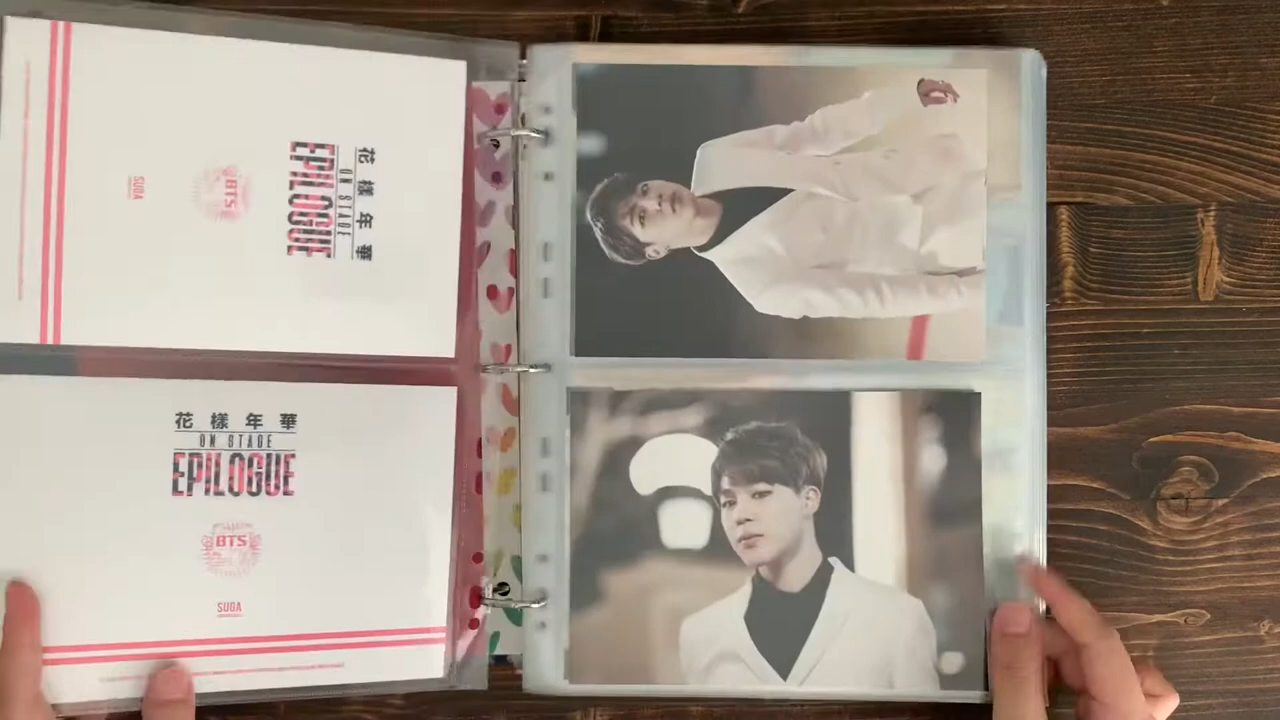 花 樣 年 華
ON STAGE
EPILOGUE
BTS
SUGA
花 樣 年 華
ON STAGE
EPILOGUE
BTS
SUGA